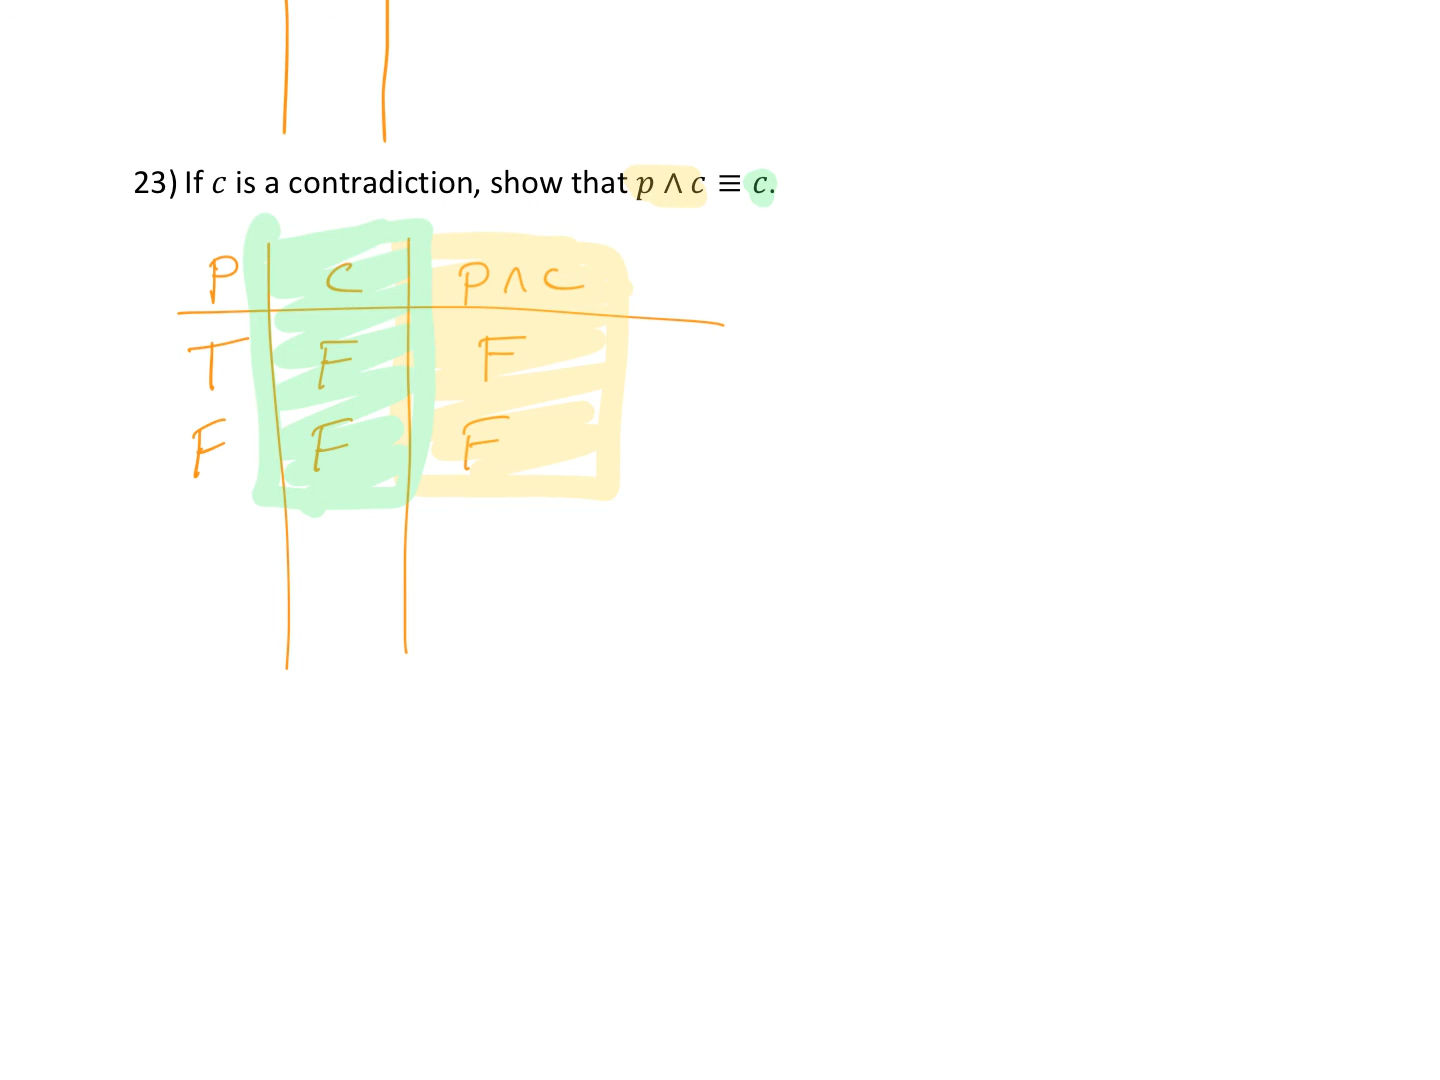 23) If c is a contradiction, show that p ∧ c ≡ c.
P C P ∧ C
T F F
F F F